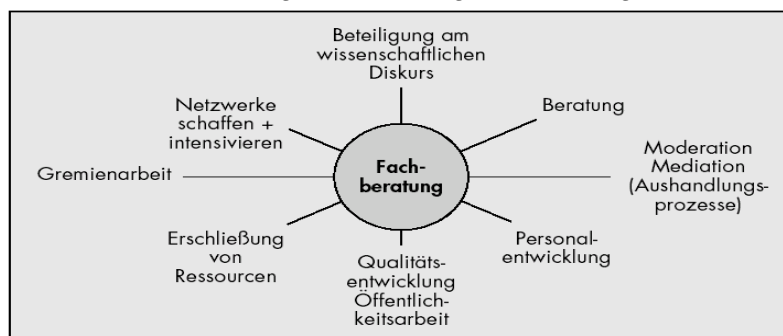 Beteiligung am
wissenschaftlichen
Diskurs
Netzwerke
schaffen +
intensivieren
Beratung
Gremienarbeit
Fach-
beratung
Moderation
Mediation
(Aushandlungs-
prozesse)
Erschließung
von
Ressourcen
Qualitäts-
entwicklung
Öffentlich-
keitsarbeit
Personal-
entwicklung